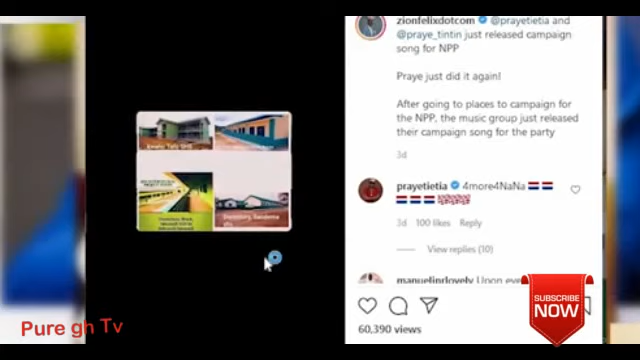 zionfelixdotcom @prayetietia and
@praye_tintin just released campaign
song for NPP
Praye just did it again!
After going to places to campaign for
the NPP, the music group just released
their campaign song for the party
3d
prayetietia 4more4NaNa
3d 100 likes Reply
View replies (10)
manuelinrlovely Upon
60,390 views
SUBSCRIBE
NOW
Pure gh Tv